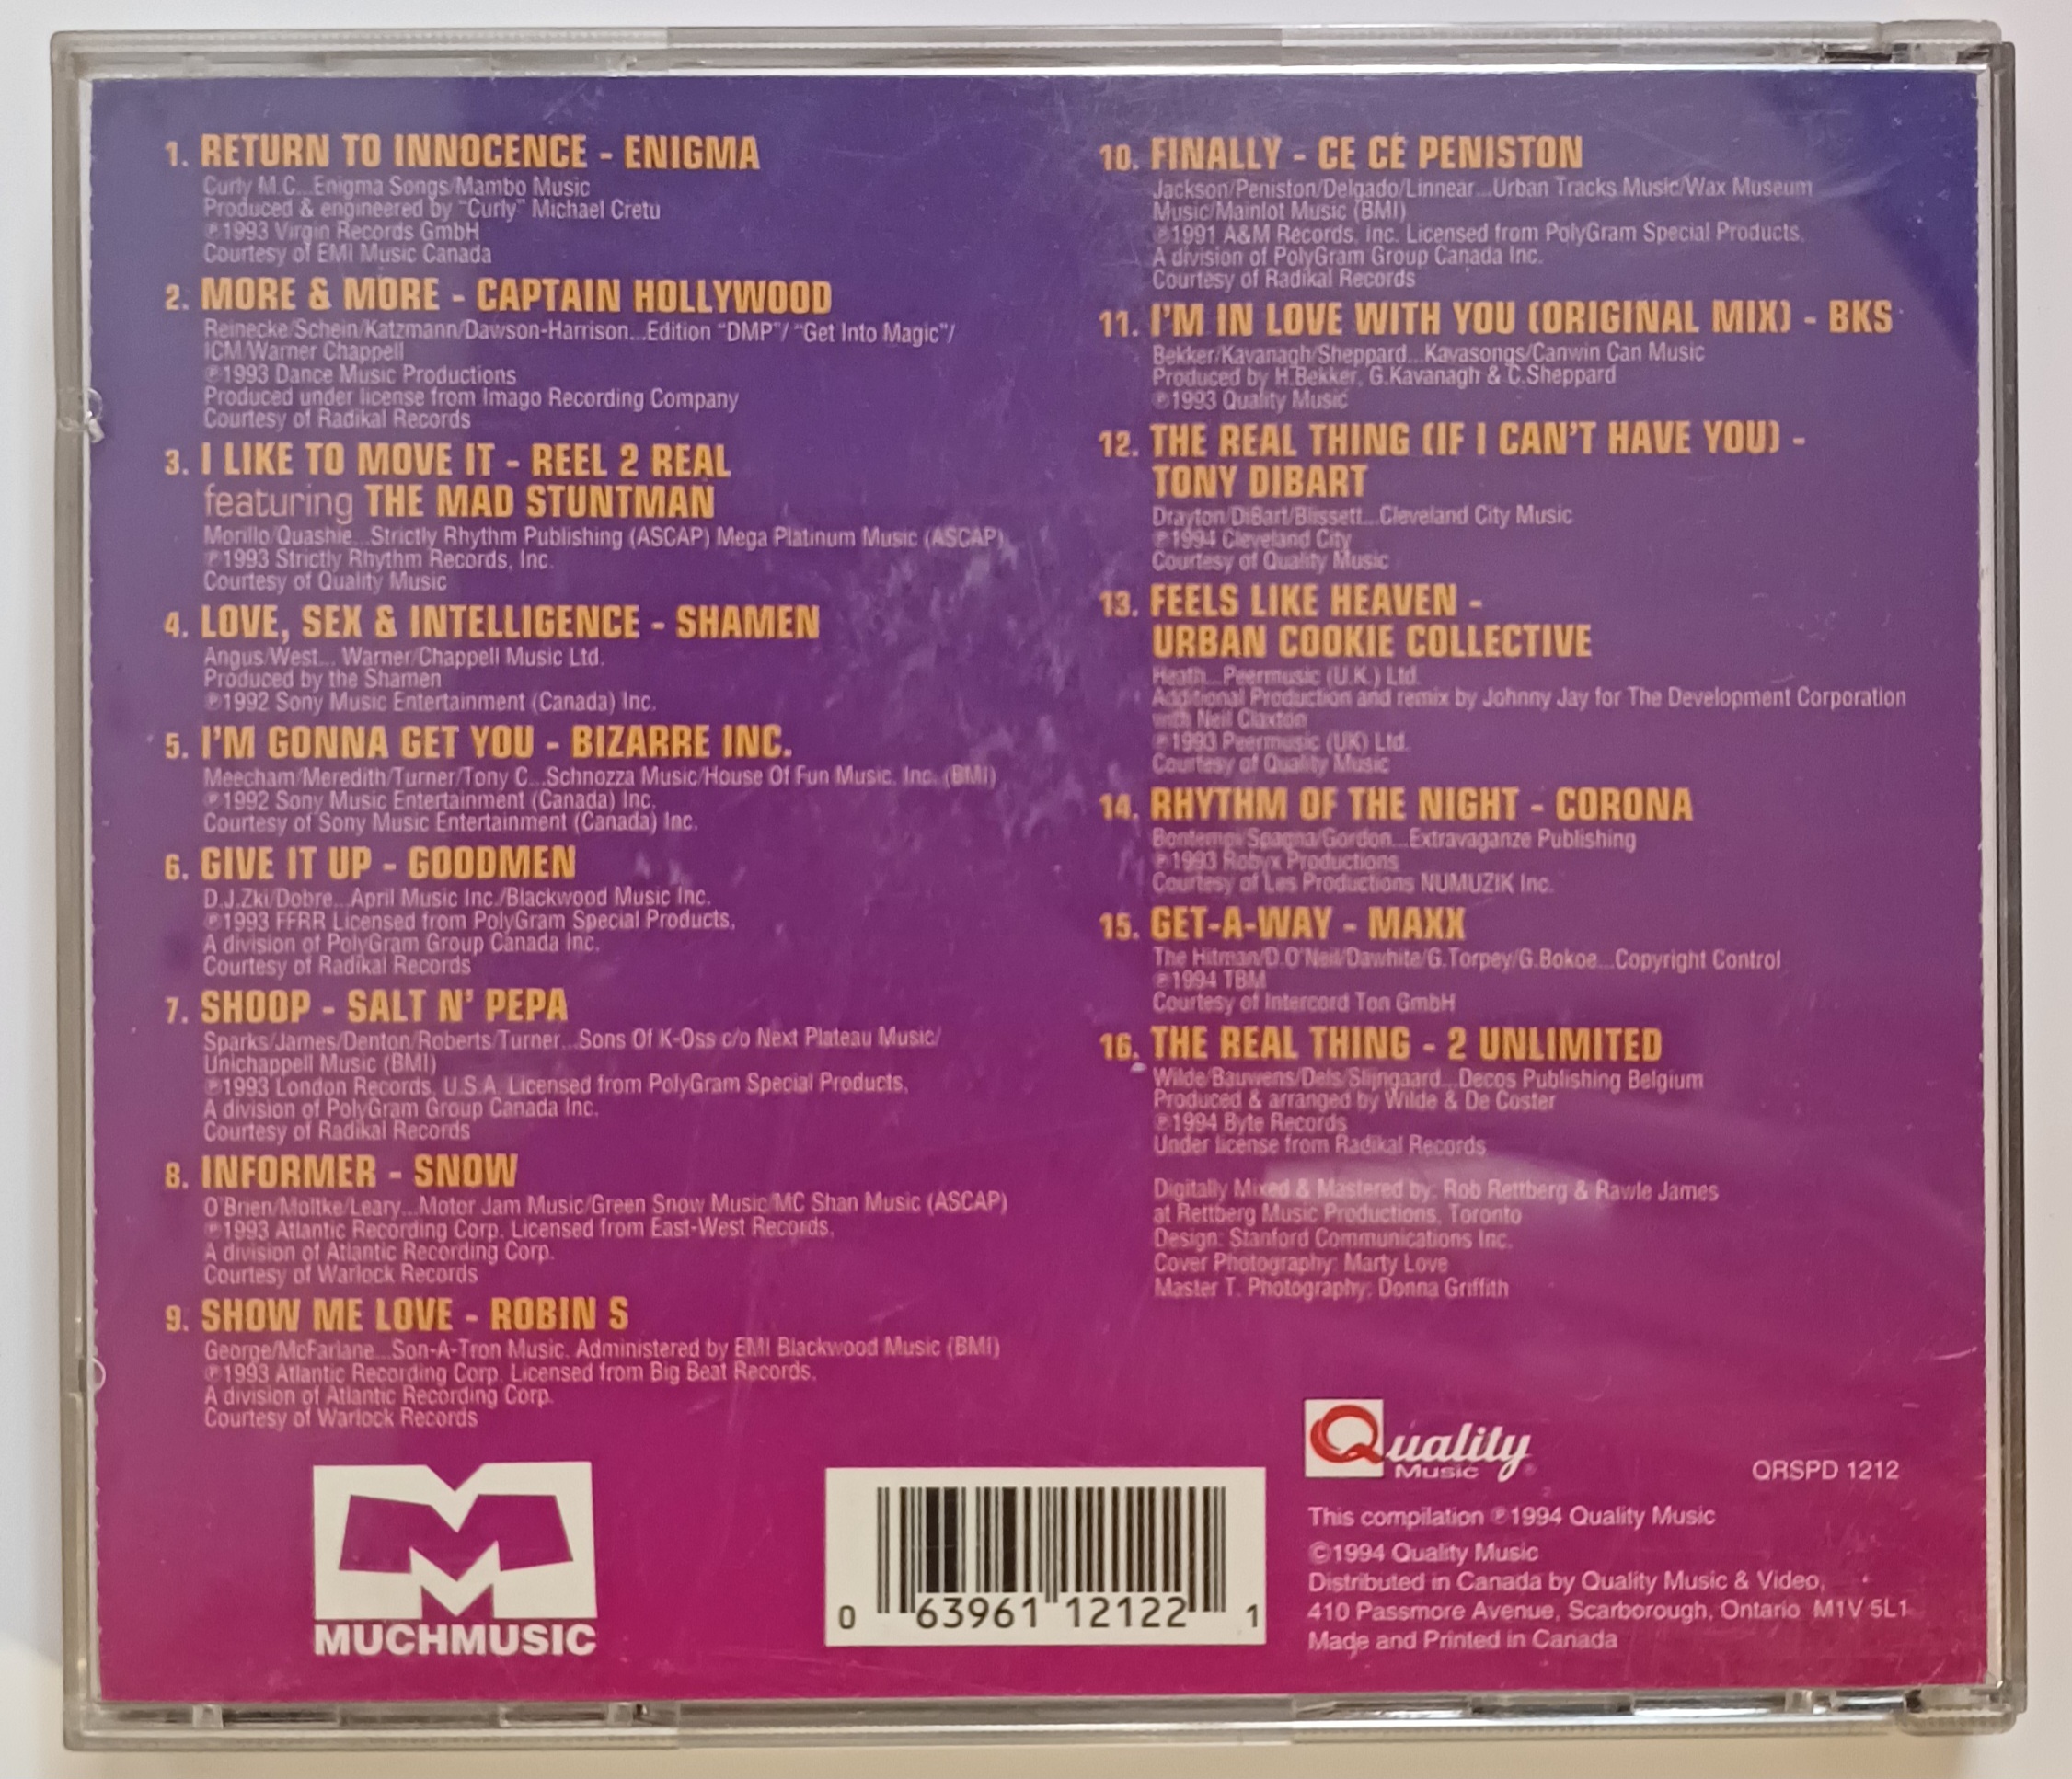 1. RETURN TO INNOCENCE - ENIGMA
Curly M.C...Enigma Songs/Mambo Music
Produced & engineered by "Curly" Michael Cretu
℗1993 Virgin Records GmbH
Courtesy of EMI Music Canada
2. MORE & MORE - CAPTAIN HOLLYWOOD
Reinecke/Schein/Katzmann/Dawson-Harrison...Edition "DMP"/ "Get Into Magic"/
ICM/Warner Chappell
℗1993 Dance Music Productions
Produced under license from Imago Recording Company
Courtesy of Radikal Records
3. I LIKE TO MOVE IT - REEL 2 REAL
featuring THE MAD STUNTMAN
Morillo/Quashie...Strictly Rhythm Publishing (ASCAP) Mega Platinum Music (ASCAP)
℗1993 Strictly Rhythm Records, Inc.
Courtesy of Quality Music
4. LOVE, SEX & INTELLIGENCE - SHAMEN
Angus/West... Warner/Chappell Music Ltd.
Produced by the Shamen
℗1992 Sony Music Entertainment (Canada) Inc.
5. I'M GONNA GET YOU - BIZARRE INC.
Meecham/Meredith/Turner/Tony C...Schnozza Music/House Of Fun Music, Inc. (BMI)
℗1992 Sony Music Entertainment (Canada) Inc.
Courtesy of Sony Music Entertainment (Canada) Inc.
6. GIVE IT UP - GOODMEN
D.J.Zki/Dobre...April Music Inc./Blackwood Music Inc.
℗1993 FFRR Licensed from PolyGram Special Products,
A division of PolyGram Group Canada Inc.
Courtesy of Radikal Records
7. SHOOP - SALT N' PEPA
Sparks/James/Denton/Roberts/Turner...Sons Of K-Oss c/o Next Plateau Music/
Unichappell Music (BMI)
℗1993 London Records, U.S.A. Licensed from PolyGram Special Products,
A division of PolyGram Group Canada Inc.
Courtesy of Radikal Records
8. INFORMER - SNOW
O'Brien/Moltke/Leary...Motor Jam Music/Green Snow Music/MC Shan Music (ASCAP)
℗1993 Atlantic Recording Corp. Licensed from East-West Records,
A division of Atlantic Recording Corp.
Courtesy of Warlock Records
9. SHOW ME LOVE - ROBIN S
George/McFarlane...Son-A-Tron Music. Administered by EMI Blackwood Music (BMI)
℗1993 Atlantic Recording Corp. Licensed from Big Beat Records,
A division of Atlantic Recording Corp.
Courtesy of Warlock Records
10. FINALLY - CE CE PENISTON
Jackson/Peniston/Delgado/Linnear...Urban Tracks Music/Wax Museum
Music/Mainlot Music (BMI)
℗1991 A&M Records, Inc. Licensed from PolyGram Special Products,
A division of PolyGram Group Canada Inc.
Courtesy of Radikal Records
11. I'M IN LOVE WITH YOU (ORIGINAL MIX) - BKS
Bekker/Kavanagh/Sheppard...Kavasongs/Canwin Can Music
Produced by H.Bekker, G.Kavanagh & C.Sheppard
℗1993 Quality Music
12. THE REAL THING (IF I CAN'T HAVE YOU) -
TONY DIBART
Drayton/DiBart/Blissett...Cleveland City Music
℗1994 Cleveland City
Courtesy of Quality Music
13. FEELS LIKE HEAVEN -
URBAN COOKIE COLLECTIVE
Heath...Peermusic (U.K.) Ltd.
Additional Production and remix by Johnny Jay for The Development Corporation
with Neil Claxton
℗1993 Peermusic (UK) Ltd.
Courtesy of Quality Music
14. RHYTHM OF THE NIGHT - CORONA
Bontempi/Spagna/Gordon...Extravaganze Publishing
℗1993 Robyx Productions
Courtesy of Les Productions NUMUZIK Inc.
15. GET-A-WAY - MAXX
The Hitman/D.O'Neil/Dawhite/G.Torpey/G.Bokoe...Copyright Control
℗1994 TBM
Courtesy of Intercord Ton GmbH
16. THE REAL THING - 2 UNLIMITED
Wilde/Bauwens/Dels/Slijngaard...Decos Publishing Belgium
Produced & arranged by Wilde & De Coster
℗1994 Byte Records
Under license from Radikal Records
Digitally Mixed & Mastered by: Rob Rettberg & Rawle James
at Rettberg Music Productions, Toronto
Design: Stanford Communications Inc.
Cover Photography: Marty Love
Master T. Photography: Donna Griffith
MUCHMUSIC
0 63961 12122 1
Quality
Music
QRSPD 1212
This compilation ℗1994 Quality Music
©1994 Quality Music
Distributed in Canada by Quality Music & Video,
410 Passmore Avenue, Scarborough, Ontario M1V 5L1
Made and Printed in Canada